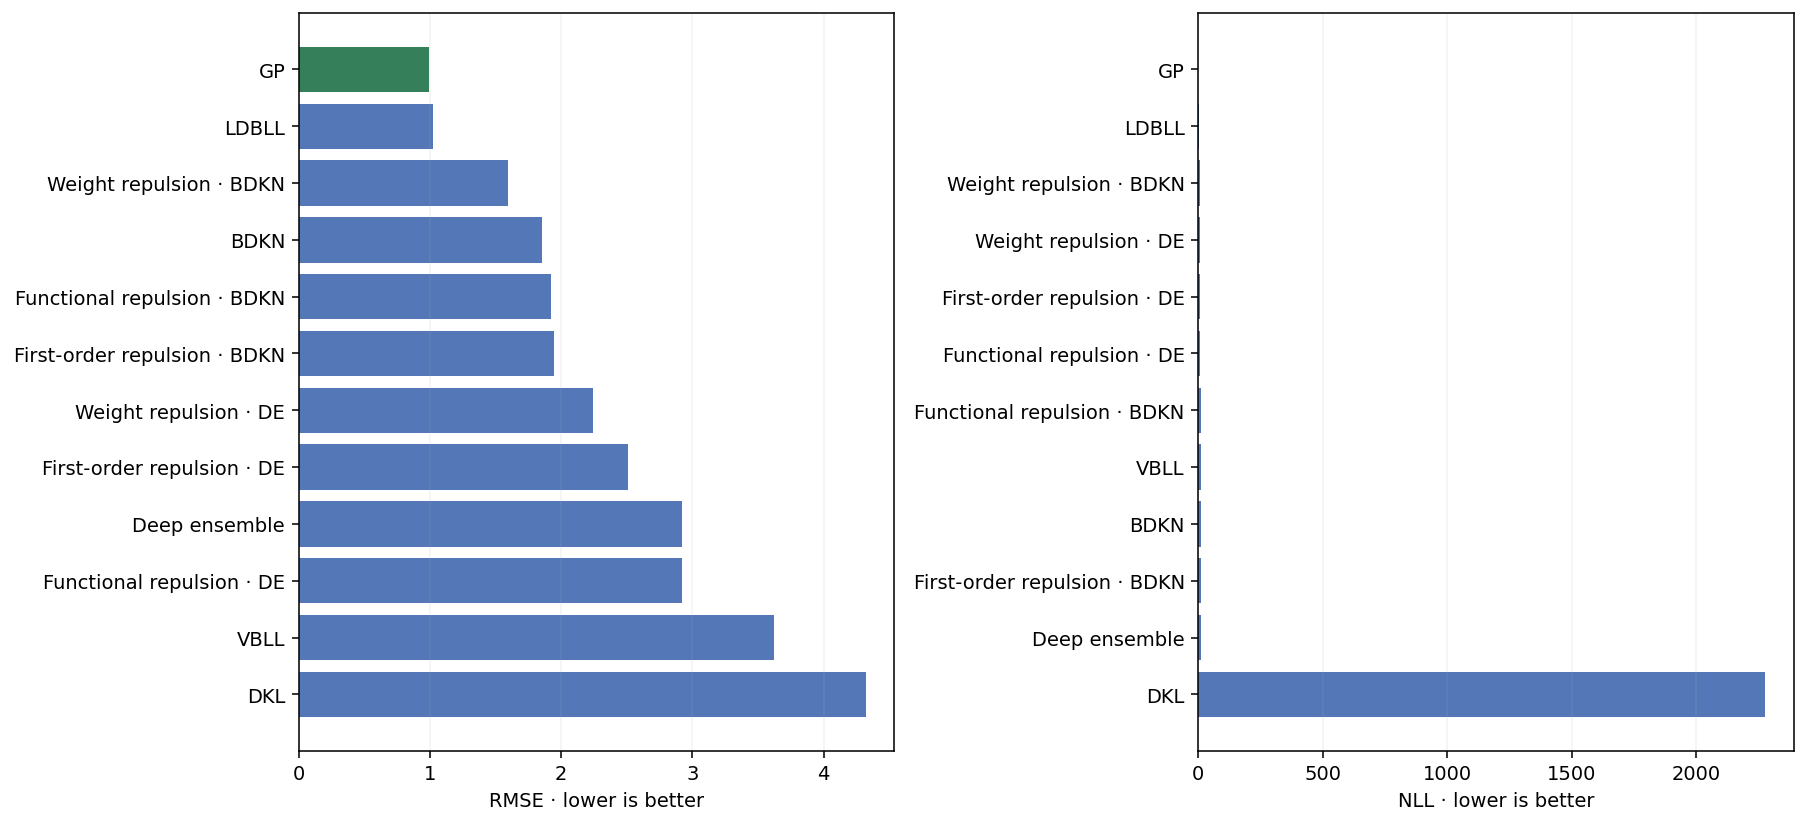 GP
LDBLL
Weight repulsion · BDKN
BDKN
Functional repulsion · BDKN
First-order repulsion · BDKN
Weight repulsion · DE
First-order repulsion · DE
Deep ensemble
Functional repulsion · DE
VBLL
DKL
0 1 2 3 4
RMSE · lower is better
GP
LDBLL
Weight repulsion · BDKN
Weight repulsion · DE
First-order repulsion · DE
Functional repulsion · DE
Functional repulsion · BDKN
VBLL
BDKN
First-order repulsion · BDKN
Deep ensemble
DKL
0 500 1000 1500 2000
NLL · lower is better